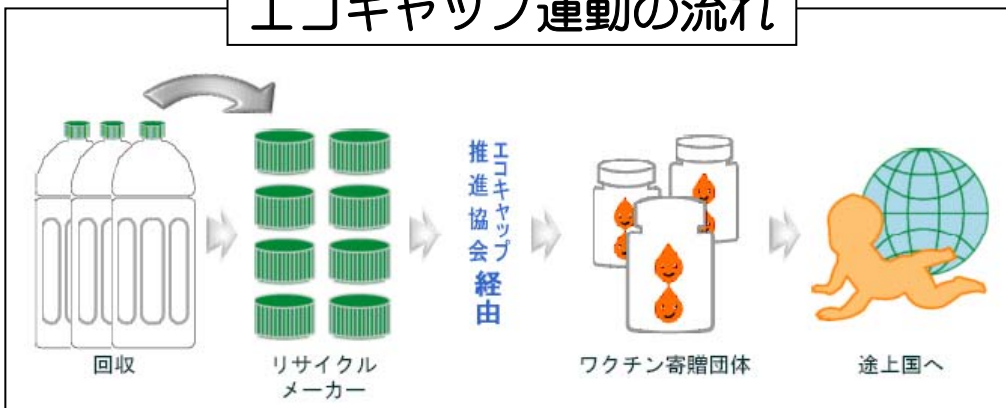 エコキャップ運動の流れ
エコキャップ
推進協会
経由
回収
リサイクル
メーカー
ワクチン寄贈団体
途上国へ